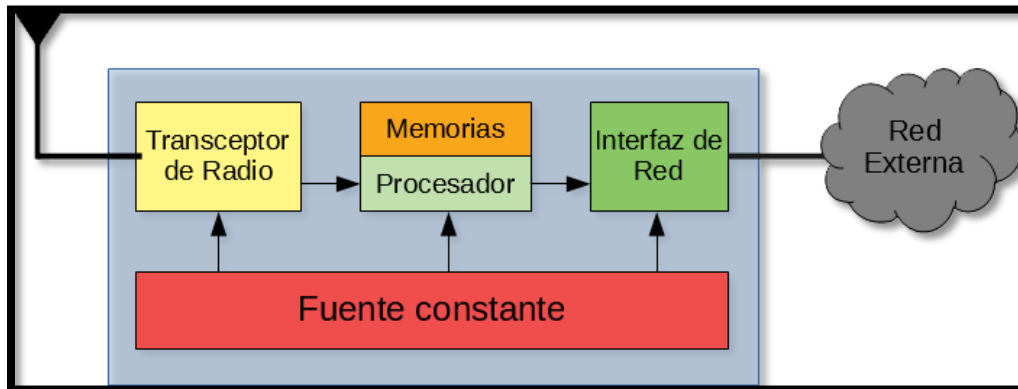 Transceptor
de Radio
Memorias
Procesador
Interfaz de
Red
Red
Externa
Fuente constante